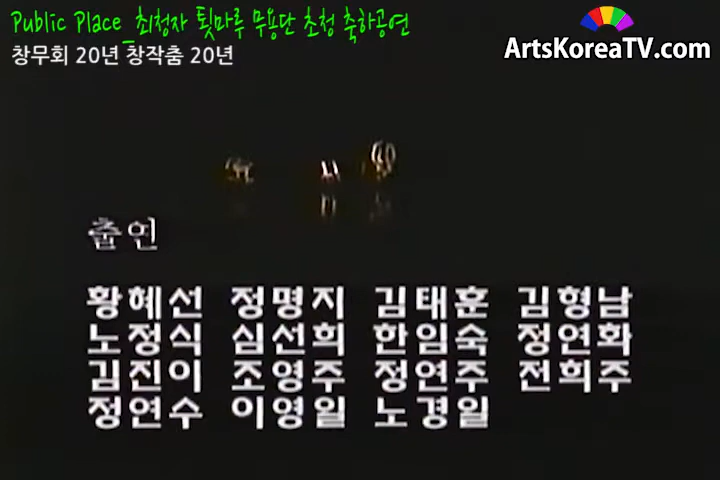 Public Place_최청자 툇마루 무용단 초청 축하공연
창무회 20년 창작춤 20년
ArtsKoreaTV.com
출연
황혜선 정명지 김태훈 김형남
노정식 심선희 한임숙 정연화
김진이 조영주 정연주 전희주
정연수 이영일 노경일